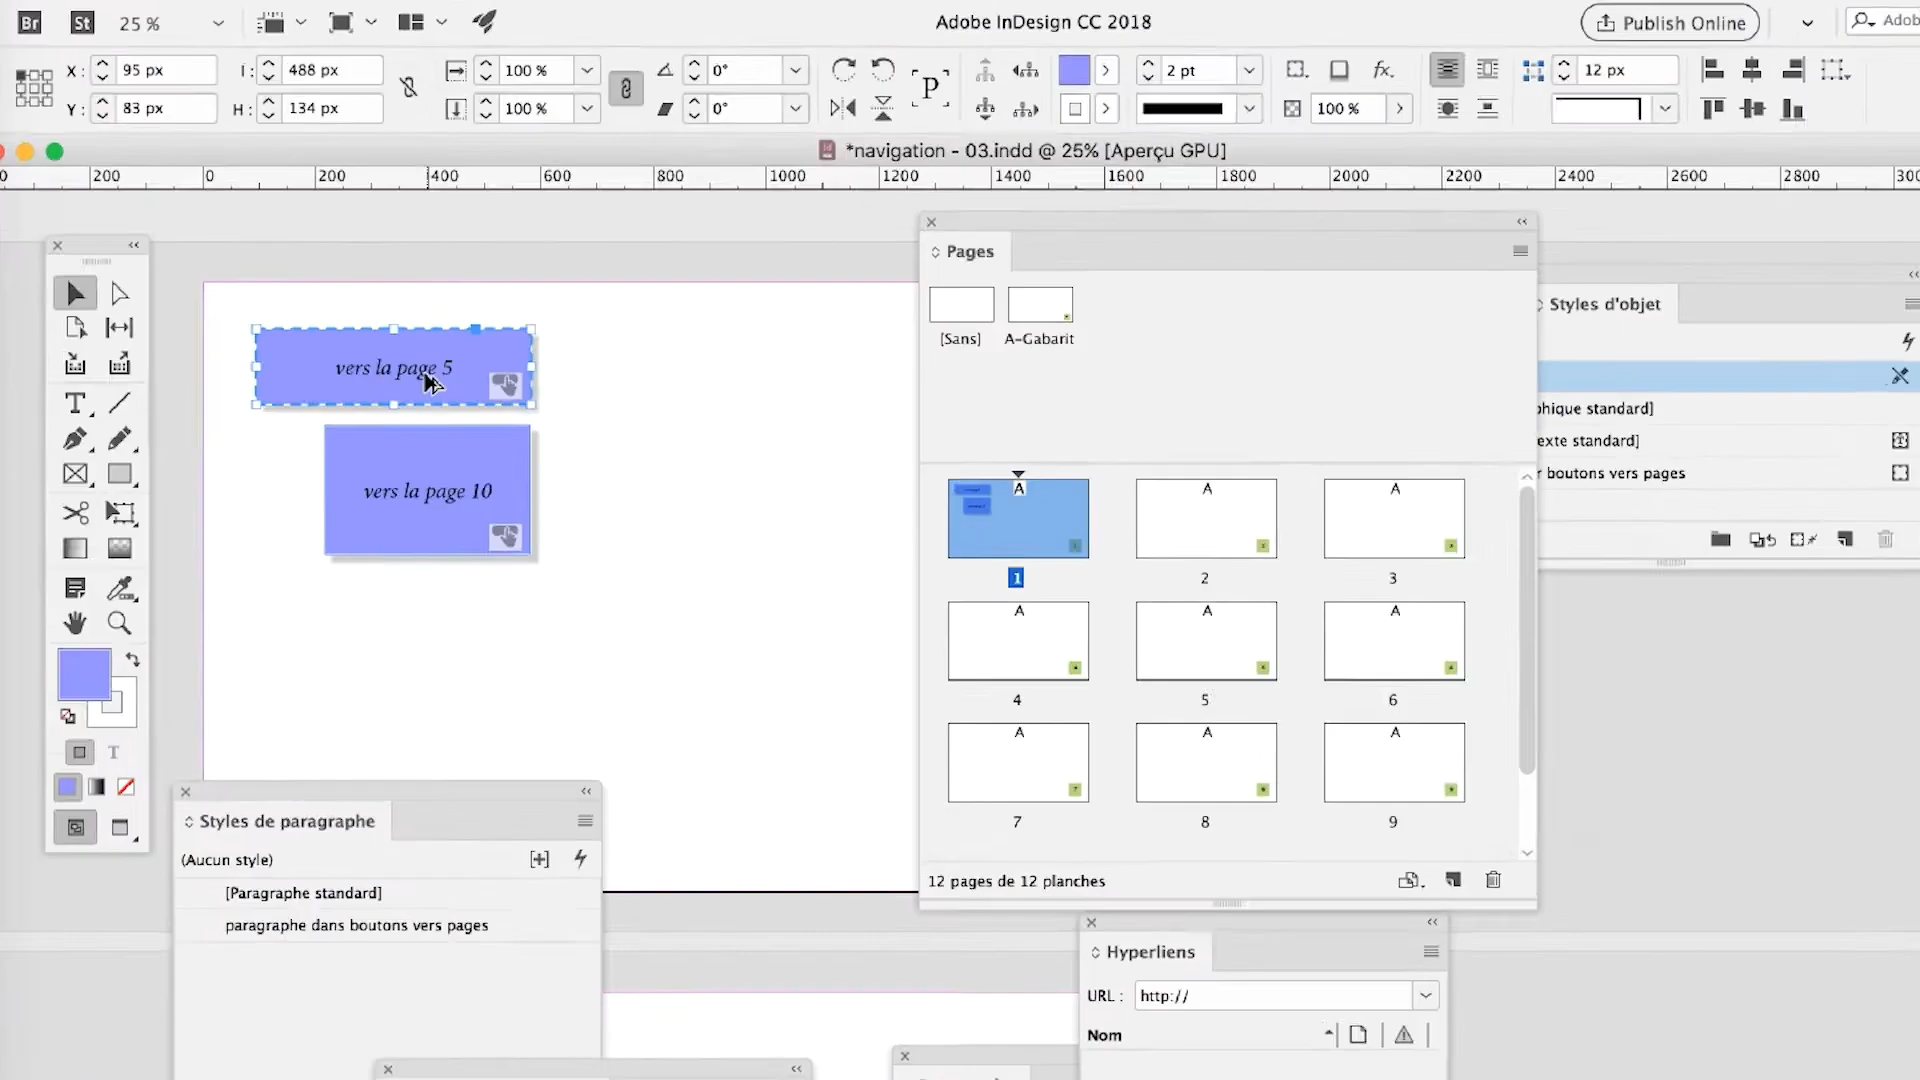 Br St 25 % Adobe InDesign CC 2018 Publish Online Adob
X : 95 px I : 488 px 100 % 0° P 2 pt fx. 12 px
Y : 83 px H : 134 px 100 % 0° 100 %
*navigation - 03.indd @ 25% [Aperçu GPU]
0 200 0 200 400 600 800 1000 1200 1400 1600 1800 2000 2200 2400 2600 2800 300
Pages
[Sans] A-Gabarit
Styles d'objet
vers la page 5
phique standard]
exte standard]
r boutons vers pages
vers la page 10
A A A
1 2 3
A A A
4 5 6
A A A
7 8 9
12 pages de 12 planches
T
T
Styles de paragraphe
(Aucun style)
[Paragraphe standard]
paragraphe dans boutons vers pages
Hyperliens
URL : http://
Nom